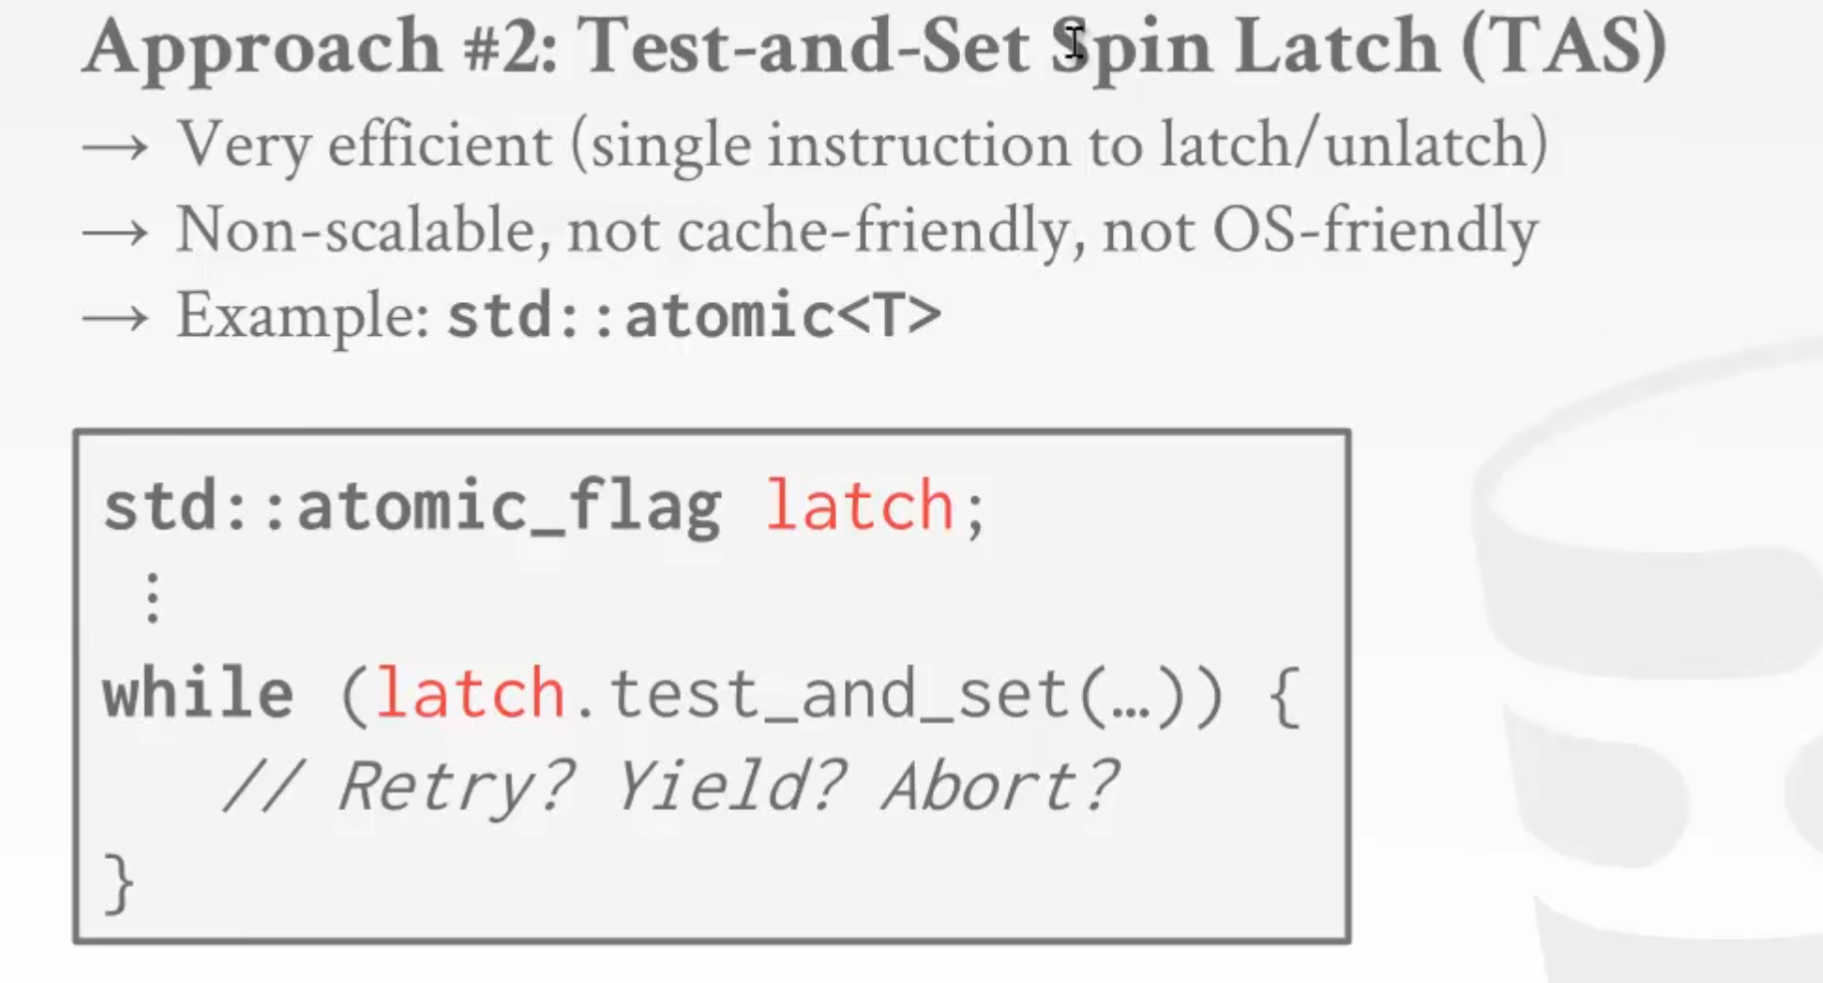 Approach #2: Test-and-Set Spin Latch (TAS)
→ Very efficient (single instruction to latch/unlatch)
→ Non-scalable, not cache-friendly, not OS-friendly
→ Example: std::atomic<T>
std::atomic_flag latch;
⋮
while (latch.test_and_set(…)) {
// Retry? Yield? Abort?
}